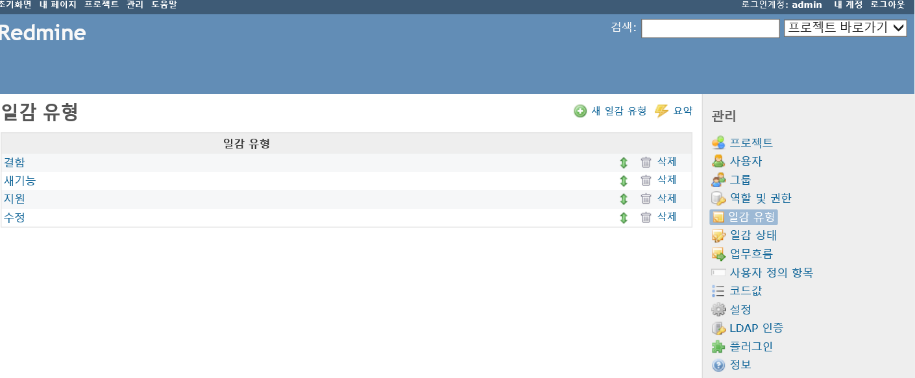 초기화면 내 페이지 프로젝트 관리 도움말 로그인계정: admin 내 계정 로그아웃
Redmine 검색: 프로젝트 바로가기
일감 유형 새 일감 유형 요약
일감 유형
결함 삭제
새기능 삭제
지원 삭제
수정 삭제
관리
프로젝트
사용자
그룹
역할 및 권한
일감 유형
일감 상태
업무흐름
사용자 정의 항목
코드값
설정
LDAP 인증
플러그인
정보